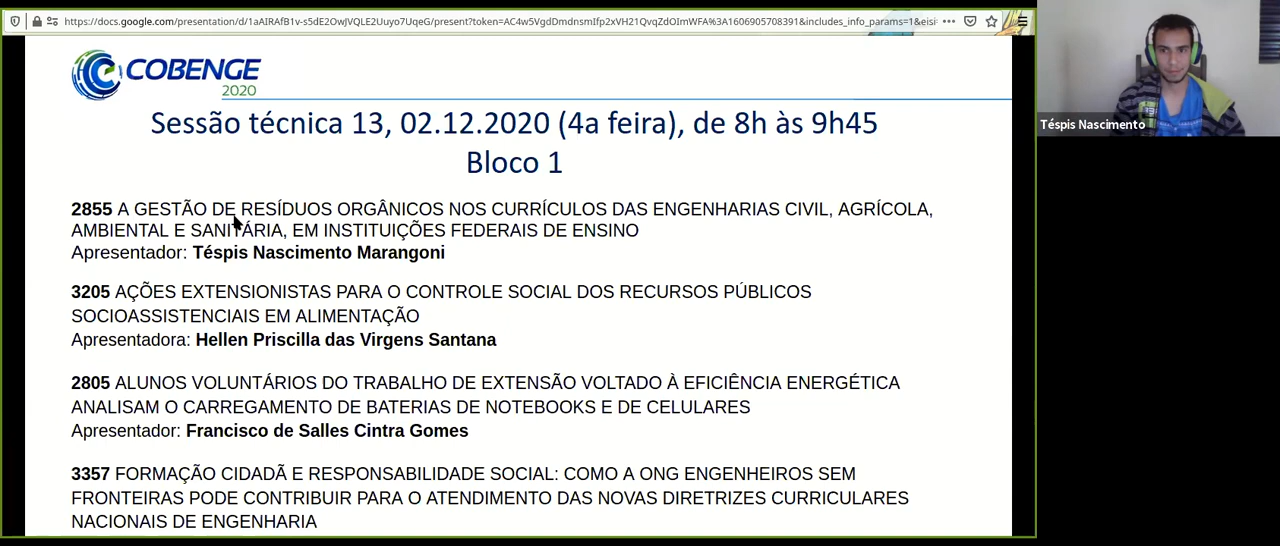 https://docs.google.com/presentation/d/1aAIRAfB1v-s5dE2OwJVQLE2Uuyo7UqeG/present?token=AC4w5VgdDmdnsmIfp2xVH21QvqZdOImWFA%3A1606905708391&includes_info_params=1&eisi
COBENGE
2020
Sessão técnica 13, 02.12.2020 (4a feira), de 8h às 9h45
Bloco 1
2855 A GESTÃO DE RESÍDUOS ORGÂNICOS NOS CURRÍCULOS DAS ENGENHARIAS CIVIL, AGRÍCOLA,
AMBIENTAL E SANITÁRIA, EM INSTITUIÇÕES FEDERAIS DE ENSINO
Apresentador: Téspis Nascimento Marangoni
3205 AÇÕES EXTENSIONISTAS PARA O CONTROLE SOCIAL DOS RECURSOS PÚBLICOS
SOCIOASSISTENCIAIS EM ALIMENTAÇÃO
Apresentadora: Hellen Priscilla das Virgens Santana
2805 ALUNOS VOLUNTÁRIOS DO TRABALHO DE EXTENSÃO VOLTADO À EFICIÊNCIA ENERGÉTICA
ANALISAM O CARREGAMENTO DE BATERIAS DE NOTEBOOKS E DE CELULARES
Apresentador: Francisco de Salles Cintra Gomes
3357 FORMAÇÃO CIDADÃ E RESPONSABILIDADE SOCIAL: COMO A ONG ENGENHEIROS SEM
FRONTEIRAS PODE CONTRIBUIR PARA O ATENDIMENTO DAS NOVAS DIRETRIZES CURRICULARES
NACIONAIS DE ENGENHARIA
Téspis Nascimento